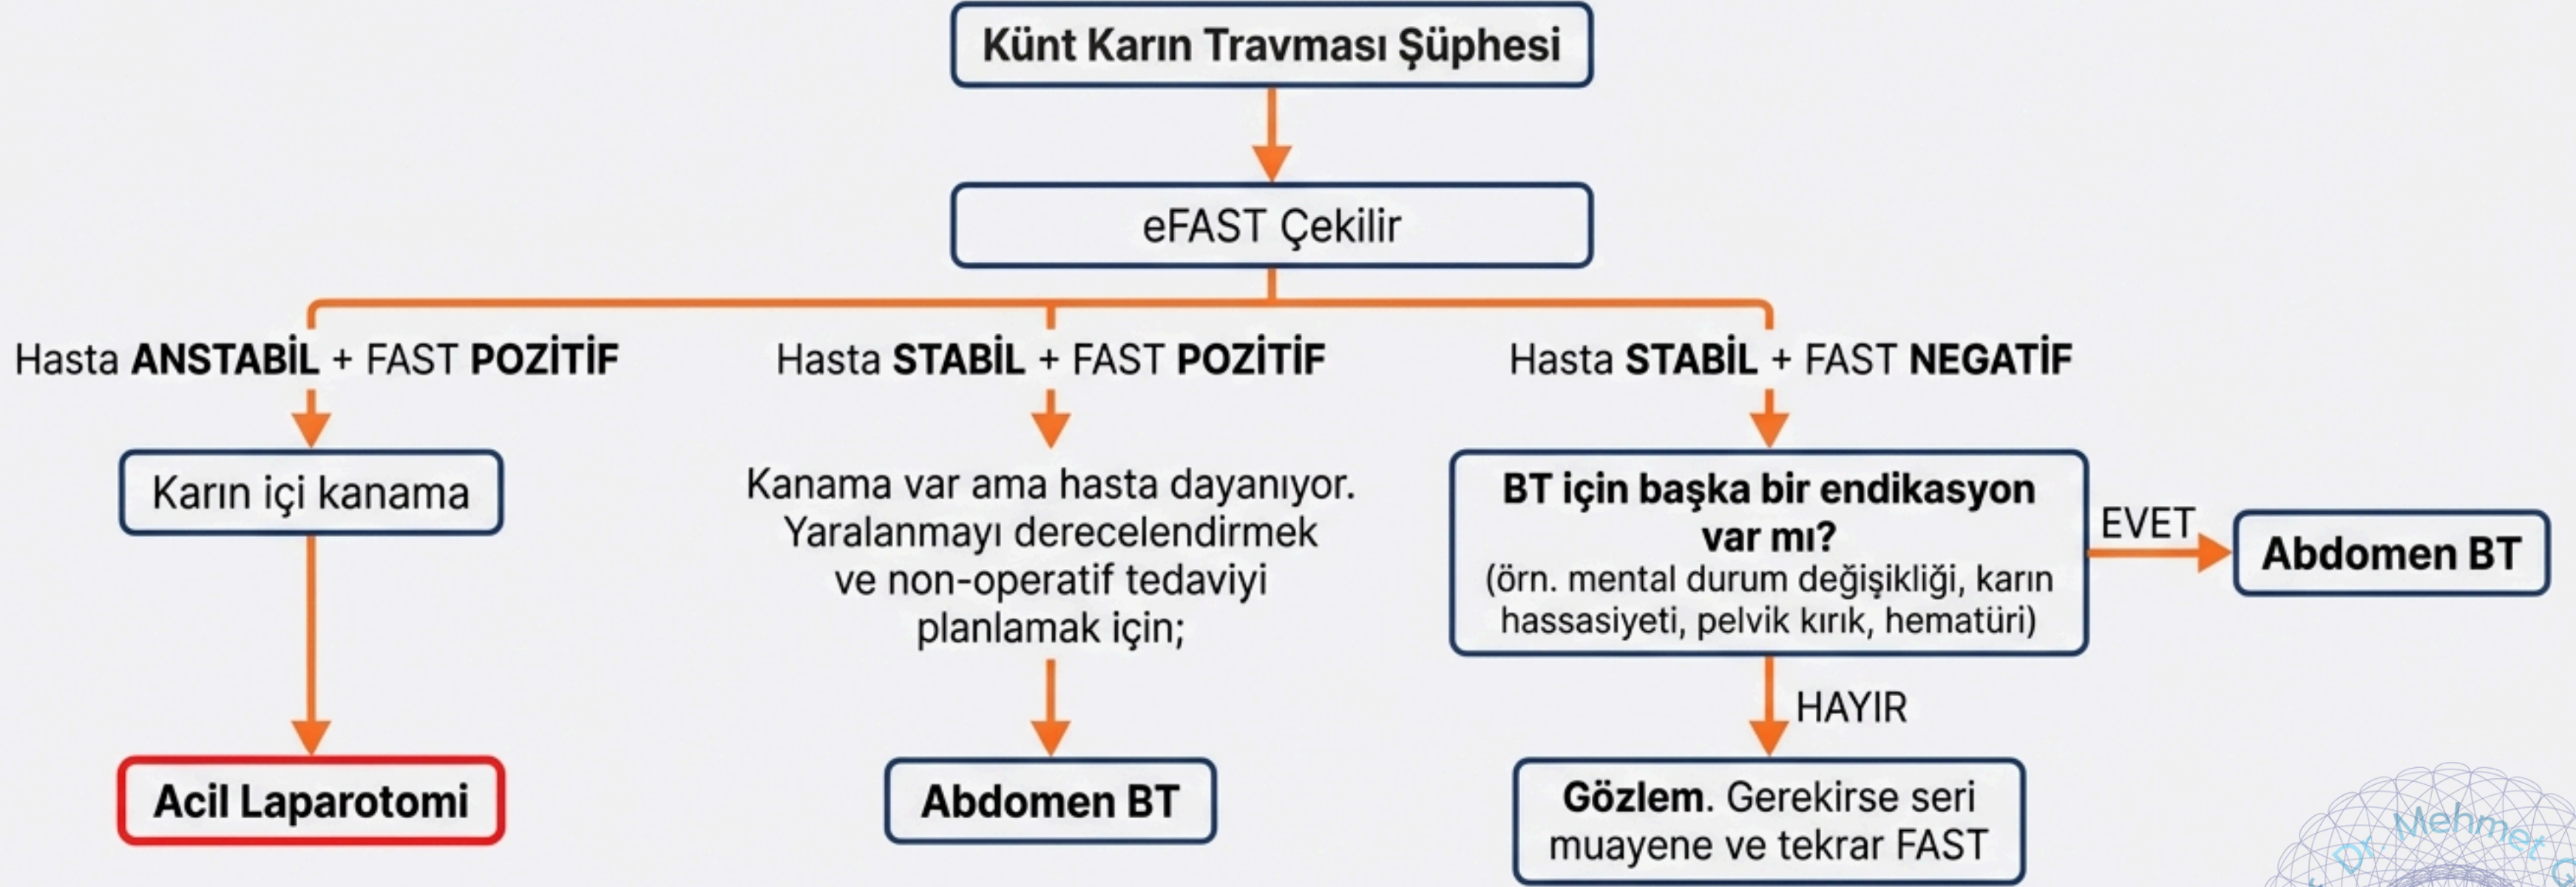 Künt Karın Travması Şüphesi
eFAST Çekilir
Hasta ANSTABİL + FAST POZİTİF
Karın içi kanama
Acil Laparotomi
Hasta STABİL + FAST POZİTİF
Kanama var ama hasta dayanıyor.
Yaralanmayı derecelendirmek
ve non-operatif tedaviyi
planlamak için;
Abdomen BT
Hasta STABİL + FAST NEGATİF
BT için başka bir endikasyon
var mı?
(örn. mental durum değişikliği, karın
hassasiyeti, pelvik kırık, hematüri)
EVET
Abdomen BT
HAYIR
Gözlem. Gerekirse seri
muayene ve tekrar FAST
Dr. Mehmet